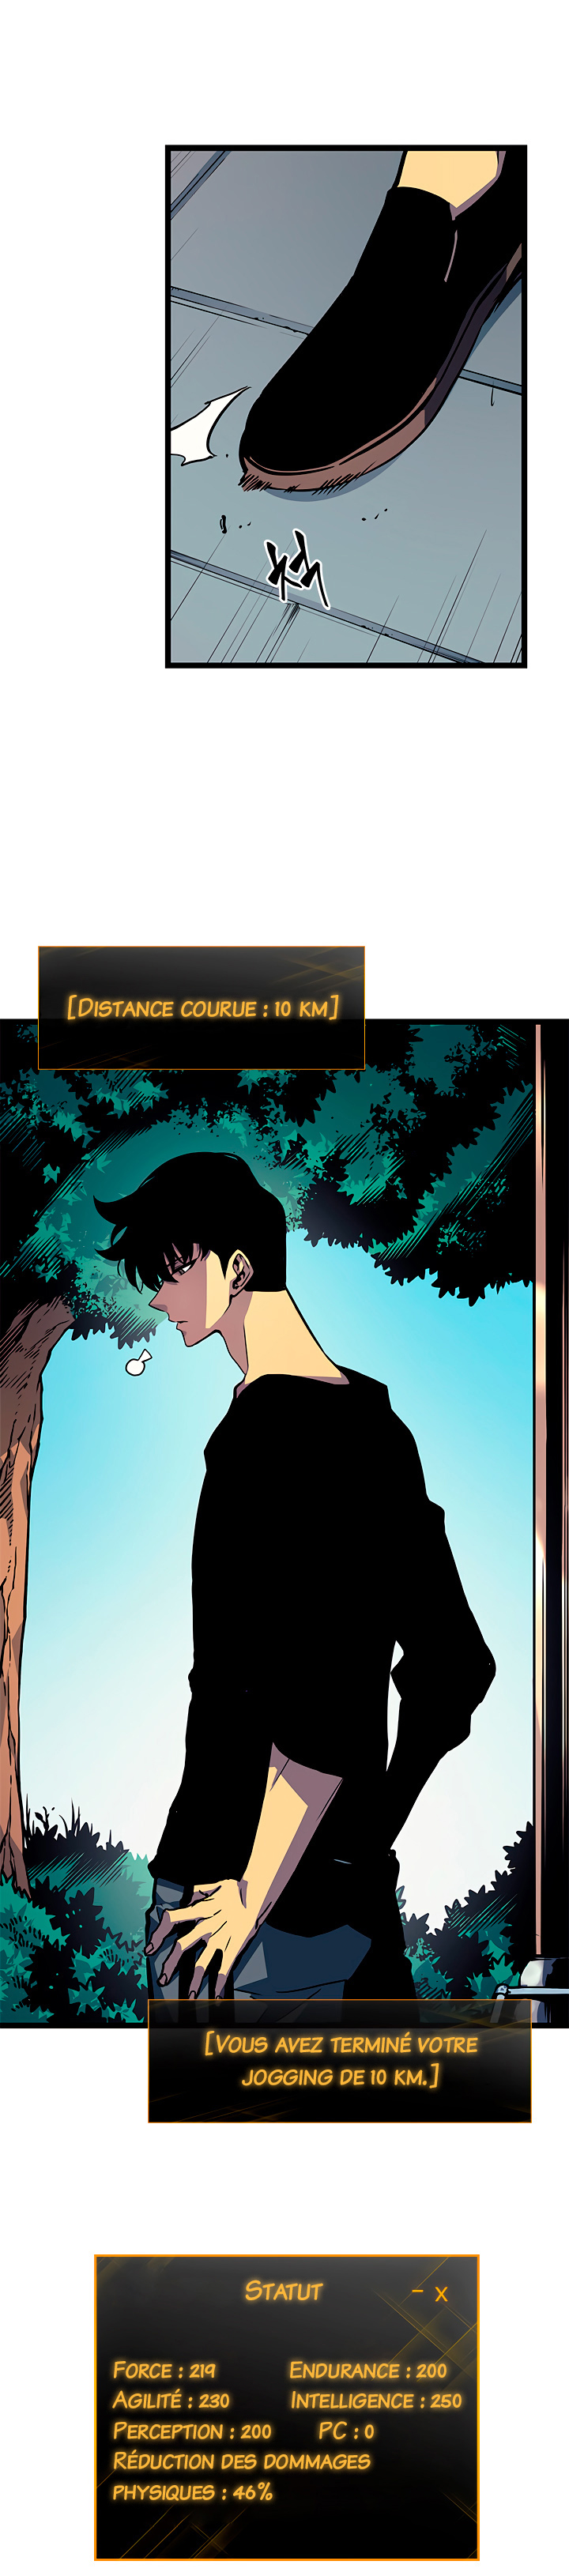 탁
[Distance courue : 10 km]
[Vous avez terminé votre
jogging de 10 km.]
Statut - x
Force : 219 Endurance : 200
Agilité : 230 Intelligence : 250
Perception : 200 PC : 0
Réduction des dommages
physiques : 46%